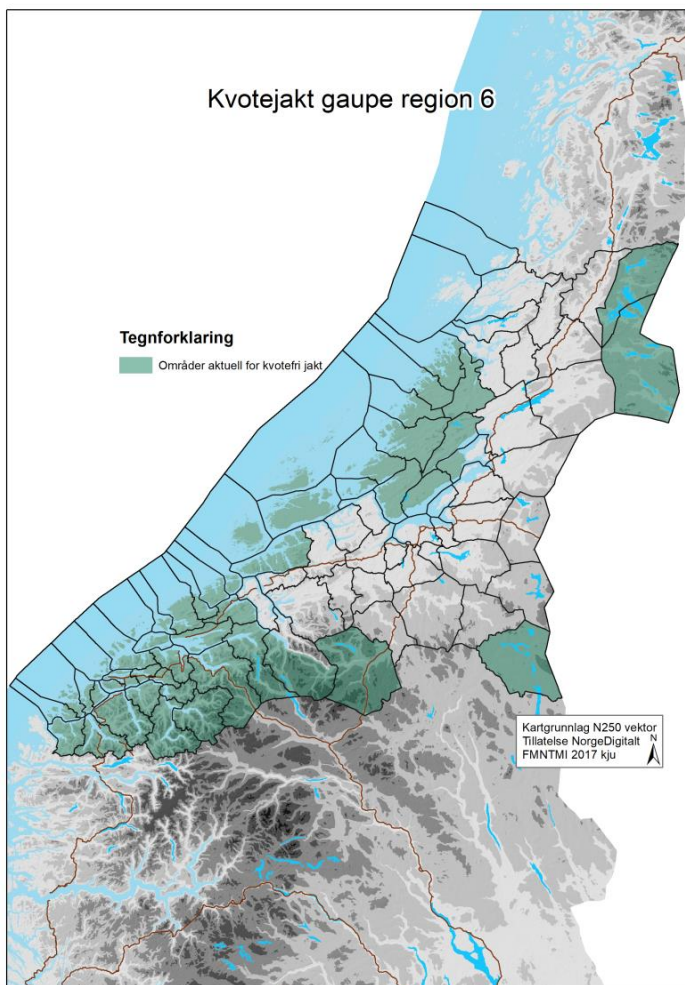 Kvotejakt gaupe region 6
Tegnforklaring
Områder aktuell for kvotefri jakt
Kartgrunnlag N250 vektor
Tillatelse NorgeDigitalt
FMNTMI 2017 kju
N